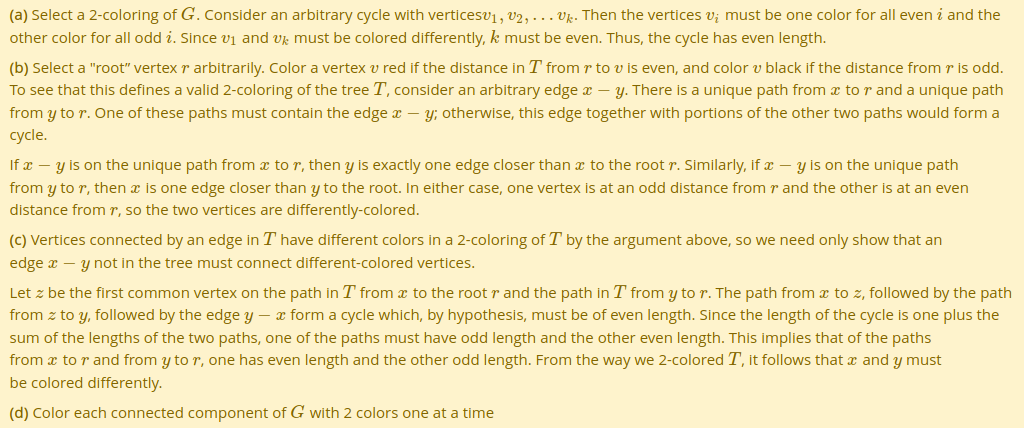 (a) Select a 2-coloring of G. Consider an arbitrary cycle with verticesv₁, v₂, . . . vₖ. Then the vertices vᵢ must be one color for all even i and the
other color for all odd i. Since v₁ and vₖ must be colored differently, k must be even. Thus, the cycle has even length.
(b) Select a "root” vertex r arbitrarily. Color a vertex v red if the distance in T from r to v is even, and color v black if the distance from r is odd.
To see that this defines a valid 2-coloring of the tree T, consider an arbitrary edge x − y. There is a unique path from x to r and a unique path
from y to r. One of these paths must contain the edge x − y; otherwise, this edge together with portions of the other two paths would form a
cycle.
If x − y is on the unique path from x to r, then y is exactly one edge closer than x to the root r. Similarly, if x − y is on the unique path
from y to r, then x is one edge closer than y to the root. In either case, one vertex is at an odd distance from r and the other is at an even
distance from r, so the two vertices are differently-colored.
(c) Vertices connected by an edge in T have different colors in a 2-coloring of T by the argument above, so we need only show that an
edge x − y not in the tree must connect different-colored vertices.
Let z be the first common vertex on the path in T from x to the root r and the path in T from y to r. The path from x to z, followed by the path
from z to y, followed by the edge y − x form a cycle which, by hypothesis, must be of even length. Since the length of the cycle is one plus the
sum of the lengths of the two paths, one of the paths must have odd length and the other even length. This implies that of the paths
from x to r and from y to r, one has even length and the other odd length. From the way we 2-colored T, it follows that x and y must
be colored differently.
(d) Color each connected component of G with 2 colors one at a time